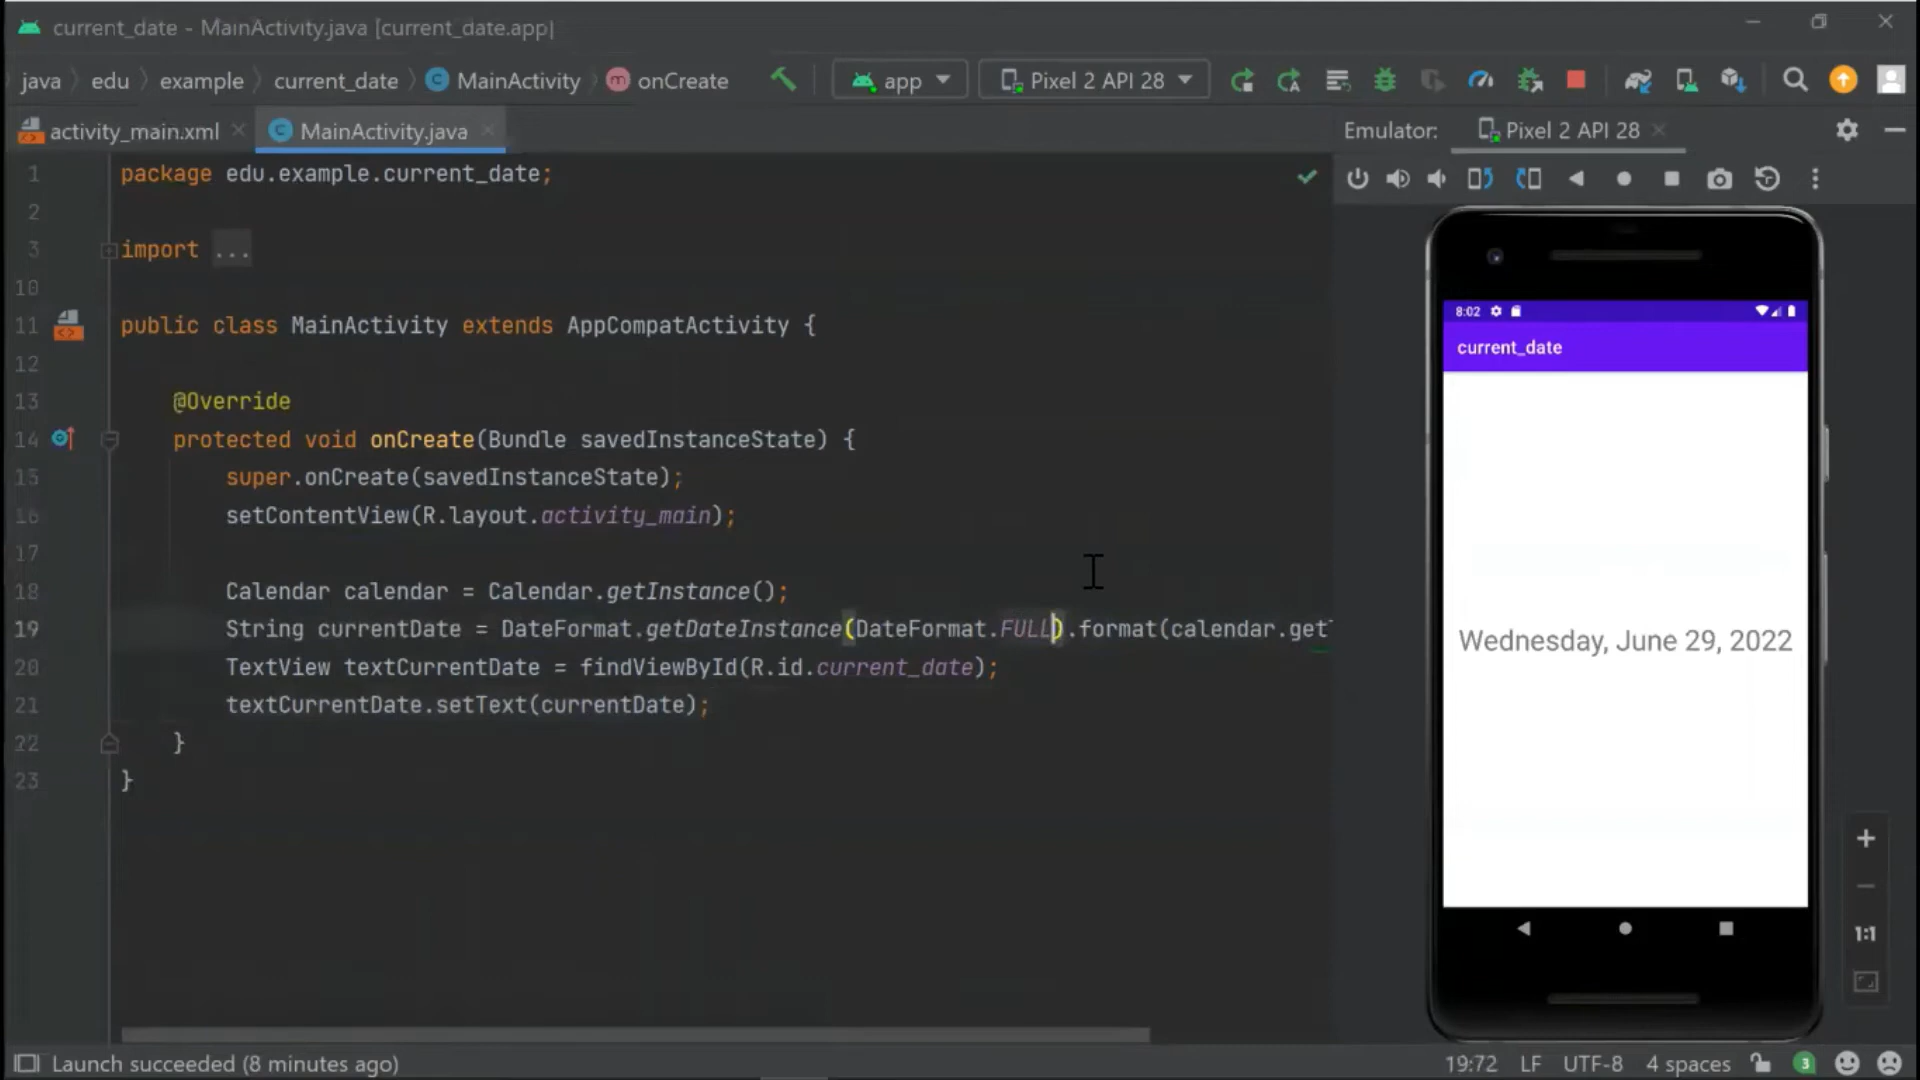 current_date - MainActivity.java [current_date.app]
java edu example current_date C MainActivity m onCreate app Pixel 2 API 28
activity_main.xml C MainActivity.java Emulator: Pixel 2 API 28
1 package edu.example.current_date;
2
3 import ...
10
11 public class MainActivity extends AppCompatActivity {
12
13 @Override
14 protected void onCreate(Bundle savedInstanceState) {
15 super.onCreate(savedInstanceState);
16 setContentView(R.layout.activity_main);
17
18 Calendar calendar = Calendar.getInstance();
19 String currentDate = DateFormat.getDateInstance(DateFormat.FULL).format(calendar.get
20 TextView textCurrentDate = findViewById(R.id.current_date);
21 textCurrentDate.setText(currentDate);
22 }
23 }
8:02
current_date
Wednesday, June 29, 2022
1:1
Launch succeeded (8 minutes ago) 19:72 LF UTF-8 4 spaces 3